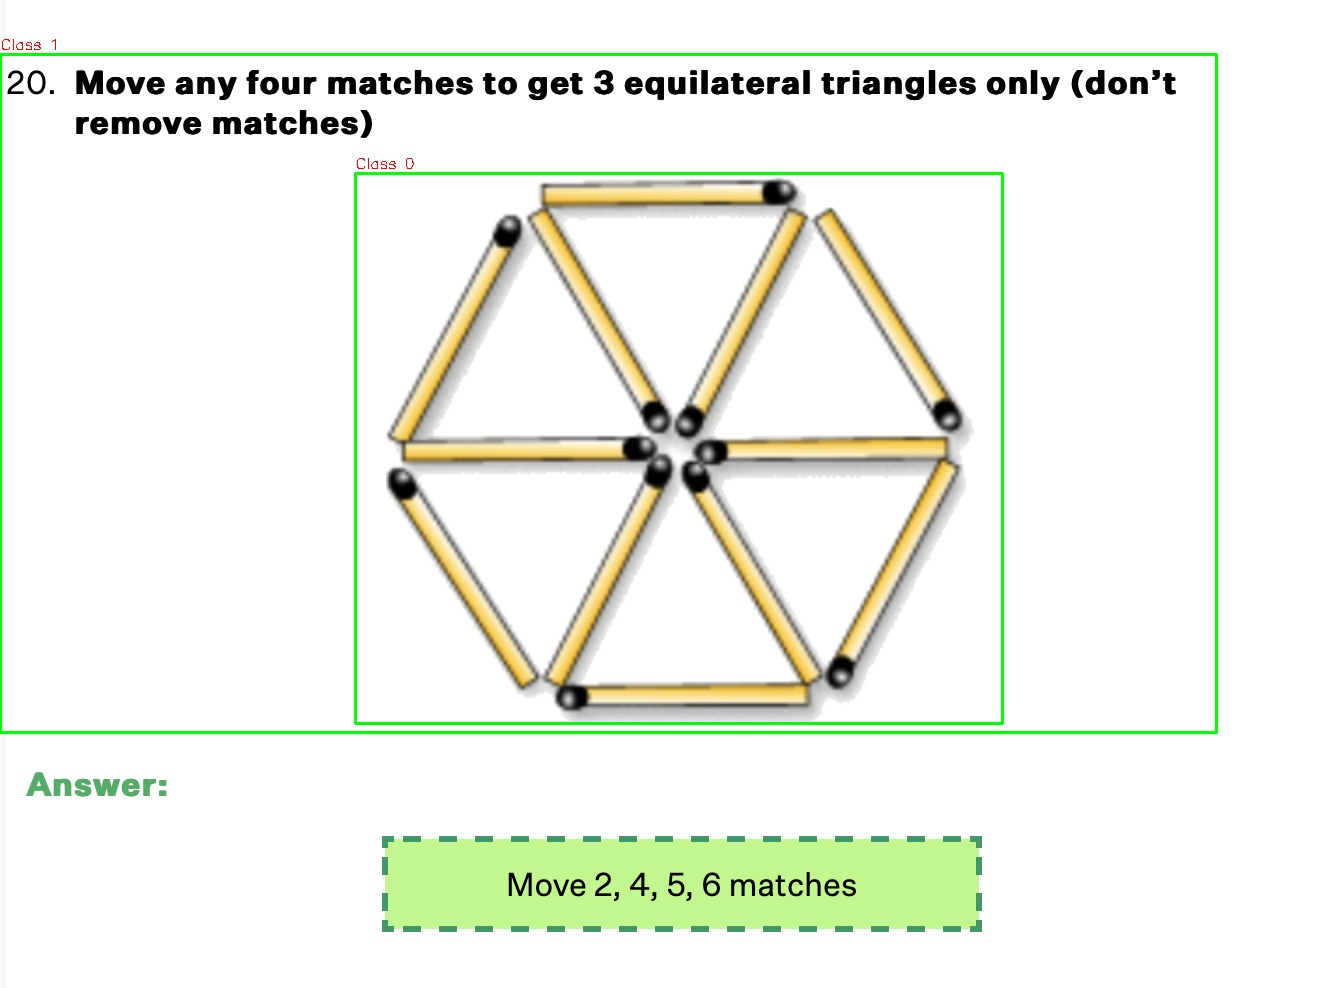 Class 1
20. Move any four matches to get 3 equilateral triangles only (don’t
remove matches)
Class 0
Answer:
Move 2, 4, 5, 6 matches